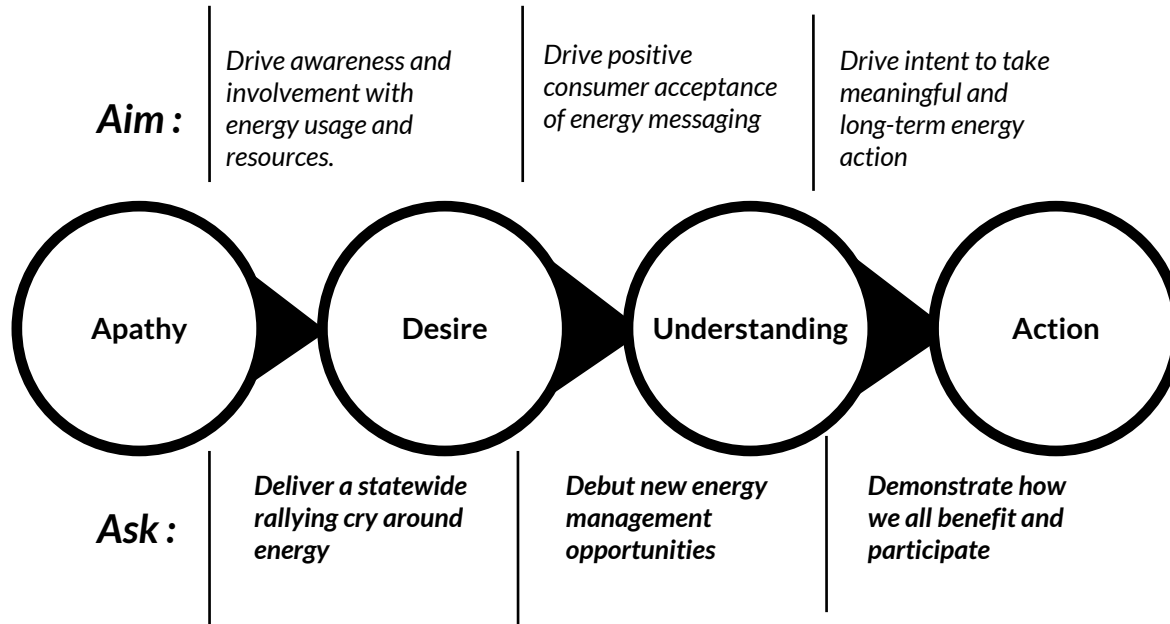 Aim :
Drive awareness and
involvement with
energy usage and
resources.
Drive positive
consumer acceptance
of energy messaging
Drive intent to take
meaningful and
long-term energy
action
Apathy
Desire
Understanding
Action
Ask :
Deliver a statewide
rallying cry around
energy
Debut new energy
management
opportunities
Demonstrate how
we all benefit and
participate